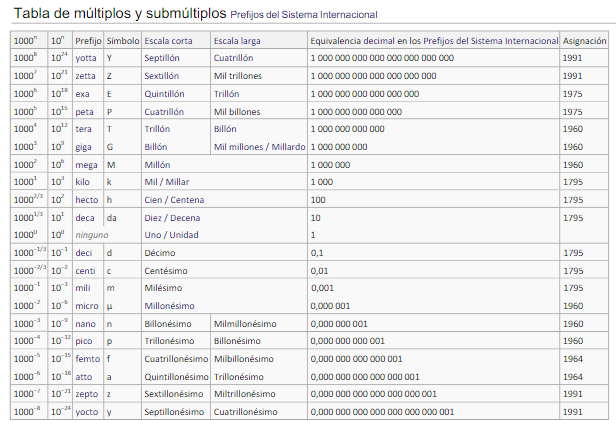 Tabla de múltiplos y submúltiplos Prefijos del Sistema Internacional
1000ⁿ 10ⁿ Prefijo Símbolo Escala corta Escala larga Equivalencia decimal en los Prefijos del Sistema Internacional Asignación
1000⁸ 10²⁴ yotta Y Septillón Cuatrillón 1 000 000 000 000 000 000 000 000 1991
1000⁷ 10²¹ zetta Z Sextillón Mil trillones 1 000 000 000 000 000 000 000 1991
1000⁶ 10¹⁸ exa E Quintillón Trillón 1 000 000 000 000 000 000 1975
1000⁵ 10¹⁵ peta P Cuatrillón Mil billones 1 000 000 000 000 000 1975
1000⁴ 10¹² tera T Trillón Billón 1 000 000 000 000 1960
1000³ 10⁹ giga G Billón Mil millones / Millardo 1 000 000 000 1960
1000² 10⁶ mega M Millón 1 000 000 1960
1000¹ 10³ kilo k Mil / Millar 1 000 1795
1000²ᐟ³ 10² hecto h Cien / Centena 100 1795
1000¹ᐟ³ 10¹ deca da Diez / Decena 10 1795
1000⁰ 10⁰ ninguno Uno / Unidad 1
1000⁻¹ᐟ³ 10⁻¹ deci d Décimo 0,1 1795
1000⁻²ᐟ³ 10⁻² centi c Centésimo 0,01 1795
1000⁻¹ 10⁻³ mili m Milésimo 0,001 1795
1000⁻² 10⁻⁶ micro µ Millonésimo 0,000 001 1960
1000⁻³ 10⁻⁹ nano n Billonésimo Milmillonésimo 0,000 000 001 1960
1000⁻⁴ 10⁻¹² pico p Trillonésimo Billonésimo 0,000 000 000 001 1960
1000⁻⁵ 10⁻¹⁵ femto f Cuatrillonésimo Milbillonésimo 0,000 000 000 000 001 1964
1000⁻⁶ 10⁻¹⁸ atto a Quintillonésimo Trillonésimo 0,000 000 000 000 000 001 1964
1000⁻⁷ 10⁻²¹ zepto z Sextillonésimo Miltrillonésimo 0,000 000 000 000 000 000 001 1991
1000⁻⁸ 10⁻²⁴ yocto y Septillonésimo Cuatrillonésimo 0,000 000 000 000 000 000 000 001 1991